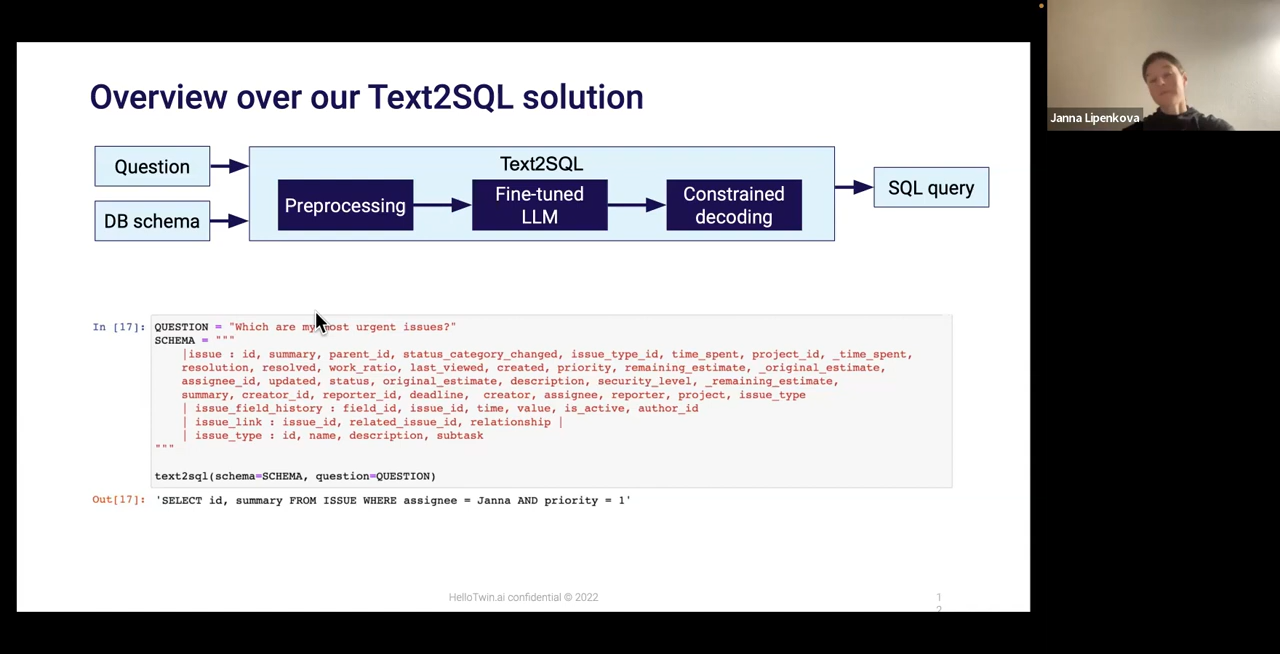 Overview over our Text2SQL solution
Question
DB schema
Text2SQL
Preprocessing
Fine-tuned
LLM
Constrained
decoding
SQL query
In [17]: QUESTION = "Which are my most urgent issues?"
SCHEMA = """
|issue : id, summary, parent_id, status_category_changed, issue_type_id, time_spent, project_id, _time_spent,
resolution, resolved, work_ratio, last_viewed, created, priority, remaining_estimate, _original_estimate,
assignee_id, updated, status, original_estimate, description, security_level, _remaining_estimate,
summary, creator_id, reporter_id, deadline,  creator, assignee, reporter, project, issue_type
| issue_field_history : field_id, issue_id, time, value, is_active, author_id
| issue_link : issue_id, related_issue_id, relationship |
| issue_type : id, name, description, subtask
"""
text2sql(schema=SCHEMA, question=QUESTION)
Out[17]: 'SELECT id, summary FROM ISSUE WHERE assignee = Janna AND priority = 1'
HelloTwin.ai confidential © 2022
1
2
Janna Lipenkova